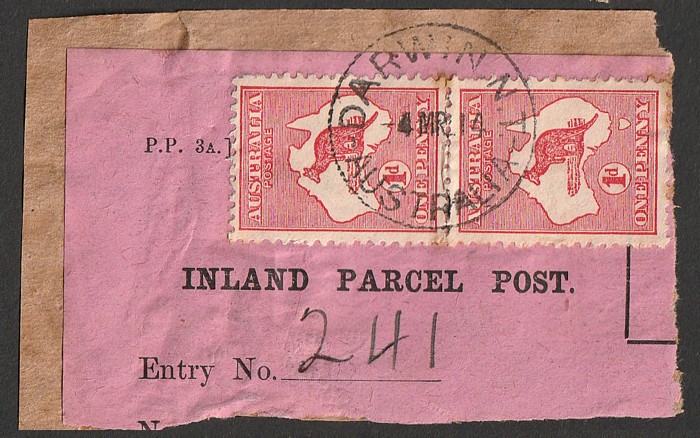 AUSTRALIA
POSTAGE
1d
ONE PENNY
AUSTRALIA
POSTAGE
1d
ONE PENNY
DARWIN N.T.
4 MR 14
AUSTRALIA
P.P. 3A.
INLAND PARCEL POST.
Entry No. 241